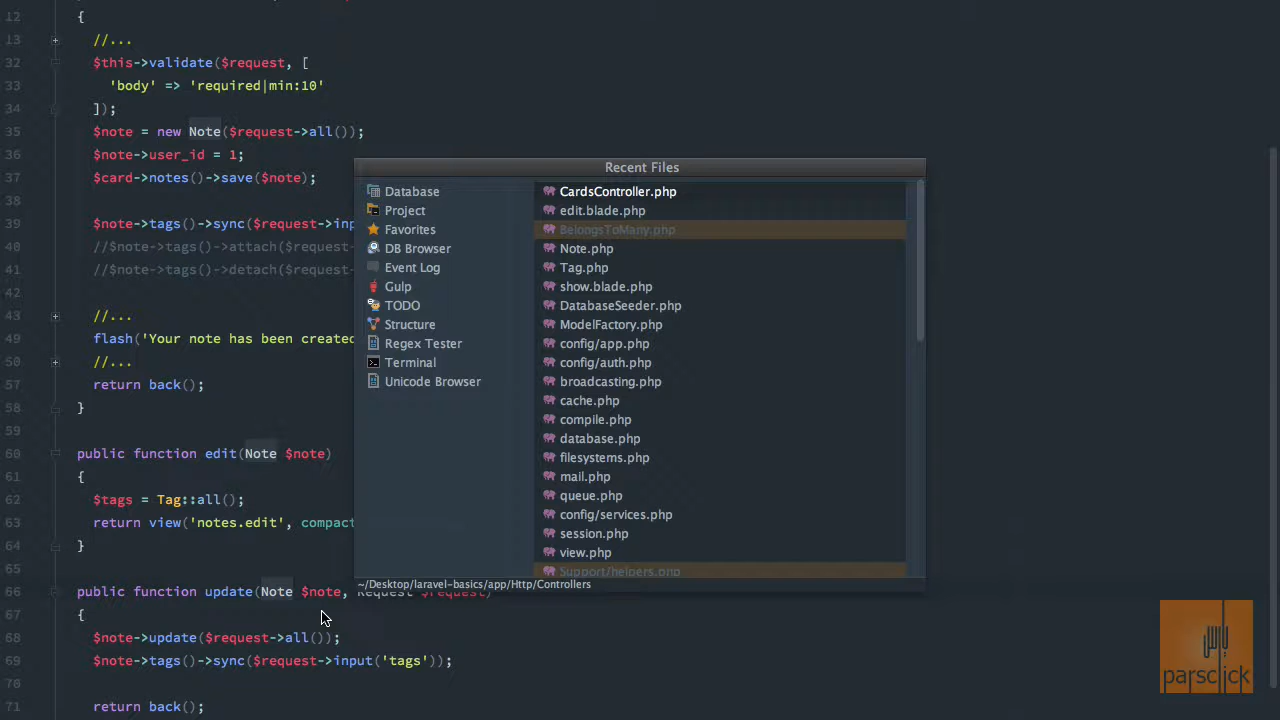 12 {
13 //...
32 $this->validate($request, [
33 'body' => 'required|min:10'
34 ]);
35 $note = new Note($request->all());
36 $note->user_id = 1;
37 $card->notes()->save($note);
38
39 $note->tags()->sync($request->inp
40 //$note->tags()->attach($request-
41 //$note->tags()->detach($request-
42
43 //...
49 flash('Your note has been created
50 //...
57 return back();
58 }
59
60 public function edit(Note $note)
61 {
62 $tags = Tag::all();
63 return view('notes.edit', compact
64 }
65
66 public function update(Note $note, Request $request)
67 {
68 $note->update($request->all());
69 $note->tags()->sync($request->input('tags'));
70
71 return back();
Recent Files
Database
Project
Favorites
DB Browser
Event Log
Gulp
TODO
Structure
Regex Tester
Terminal
Unicode Browser
CardsController.php
edit.blade.php
BelongsToMany.php
Note.php
Tag.php
show.blade.php
DatabaseSeeder.php
ModelFactory.php
config/app.php
config/auth.php
broadcasting.php
cache.php
compile.php
database.php
filesystems.php
mail.php
queue.php
config/services.php
session.php
view.php
Support/helpers.php
~/Desktop/laravel-basics/app/Http/Controllers
پارس
parsclick